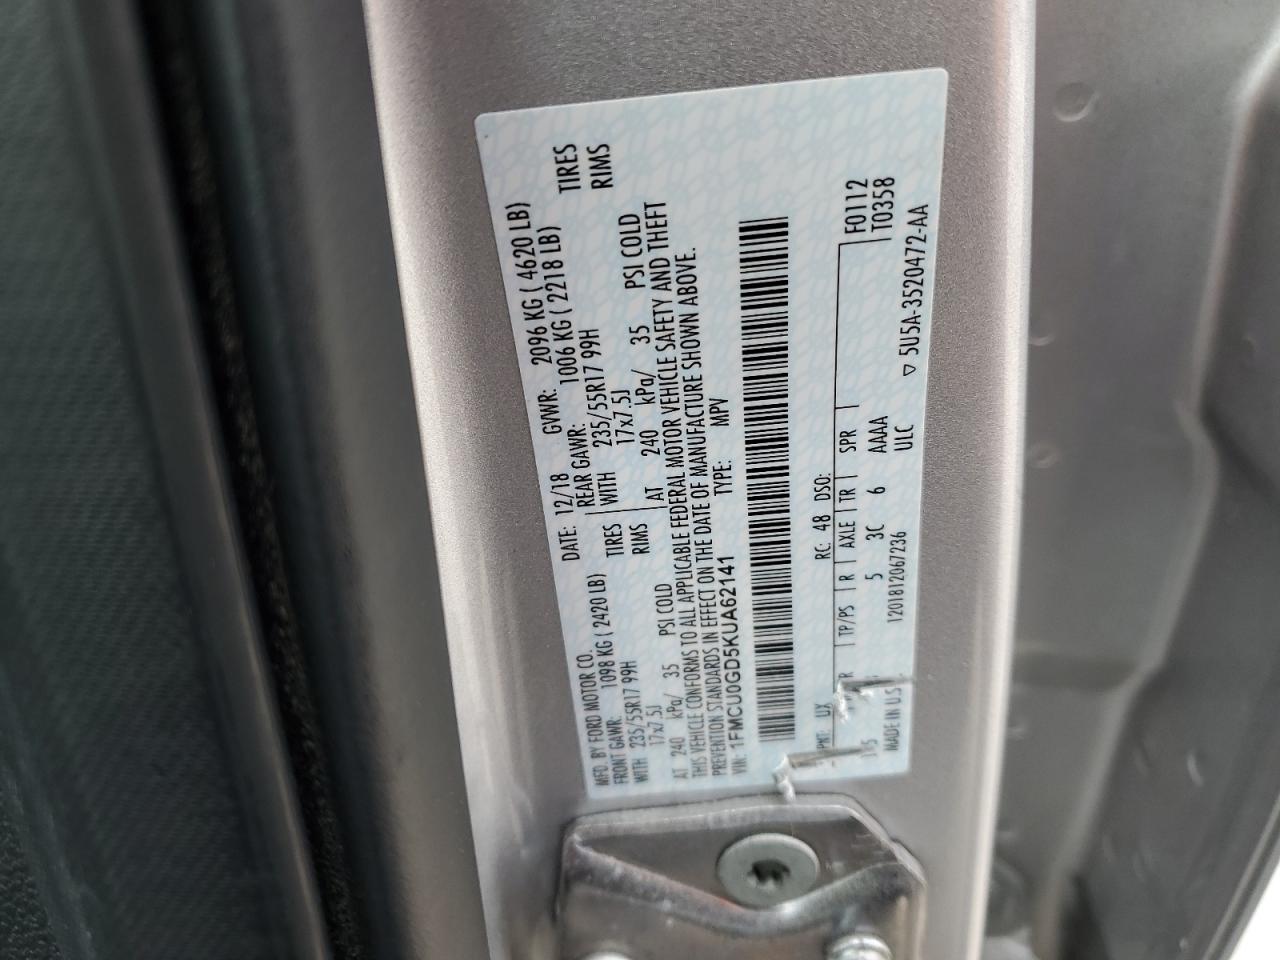 MFD. BY FORD MOTOR CO.
DATE: 12/18 GVWR: 2096 KG ( 4620 LB)
FRONT GAWR: 1098 KG ( 2420 LB) REAR GAWR: 1006 KG ( 2218 LB)
WITH 235/55R17 99H TIRES WITH 235/55R17 99H TIRES
17x7.5J RIMS 17x7.5J RIMS
AT 240 kPa/ 35 PSI COLD AT 240 kPa/ 35 PSI COLD
THIS VEHICLE CONFORMS TO ALL APPLICABLE FEDERAL MOTOR VEHICLE SAFETY AND THEFT
PREVENTION STANDARDS IN EFFECT ON THE DATE OF MANUFACTURE SHOWN ABOVE.
VIN: 1FMCU0GD5KUA62141 TYPE: MPV
PNT: UX RC: 48 DSO: F0112
R TP/PS R AXLE TR SPR T0358
5 3C 6 AAAA
MADE IN US 1201812067236 ULC
▽ 5U5A-3520472-AA